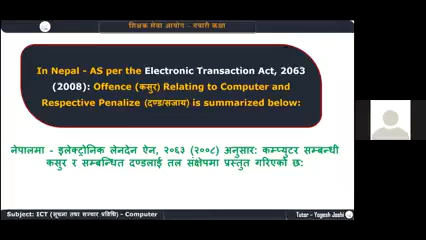 शिक्षक सेवा आयोग – तयारी कक्षा
In Nepal - AS per the Electronic Transaction Act, 2063
(2008): Offence (कसुर) Relating to Computer and
Respective Penalize (दण्ड/सजाय) is summarized below:
नेपालमा - इलेक्ट्रोनिक लेनदेन ऐन, २०६३ (२००८) अनुसार: कम्प्युटर सम्बन्धी
कसुर र सम्बन्धित दण्डलाई तल संक्षेपमा प्रस्तुत गरिएको छ:
Subject: ICT (सूचना तथा सञ्चार प्रविधि) - Computer
Tutor – Yogesh Joshi